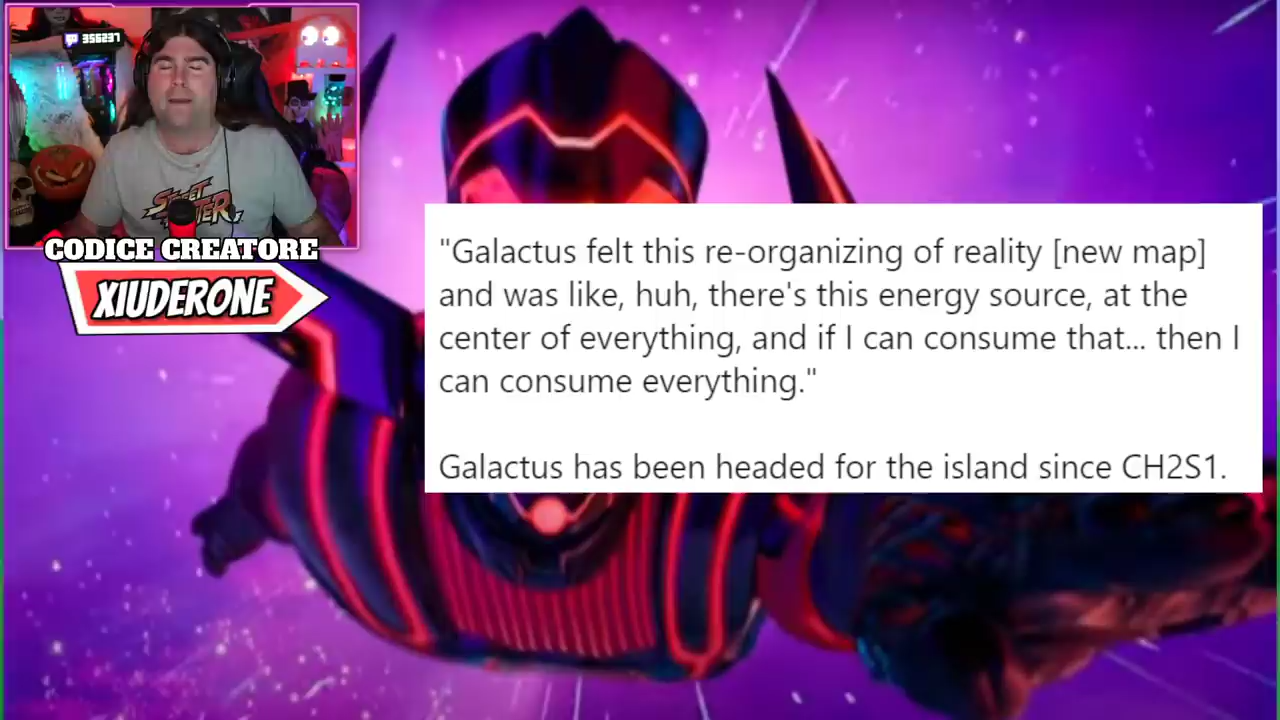 356237
CODICE CREATORE
XIUDERONE
STREET
FIGHTER
"Galactus felt this re-organizing of reality [new map]
and was like, huh, there's this energy source, at the
center of everything, and if I can consume that... then I
can consume everything."
Galactus has been headed for the island since CH2S1.